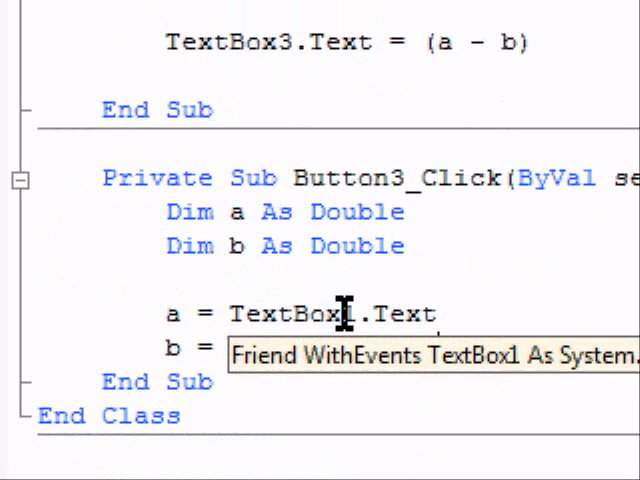 TextBox3.Text = (a - b)
End Sub
Private Sub Button3_Click(ByVal se
Dim a As Double
Dim b As Double
a = TextBox1.Text
b =
Friend WithEvents TextBox1 As System.
End Sub
End Class